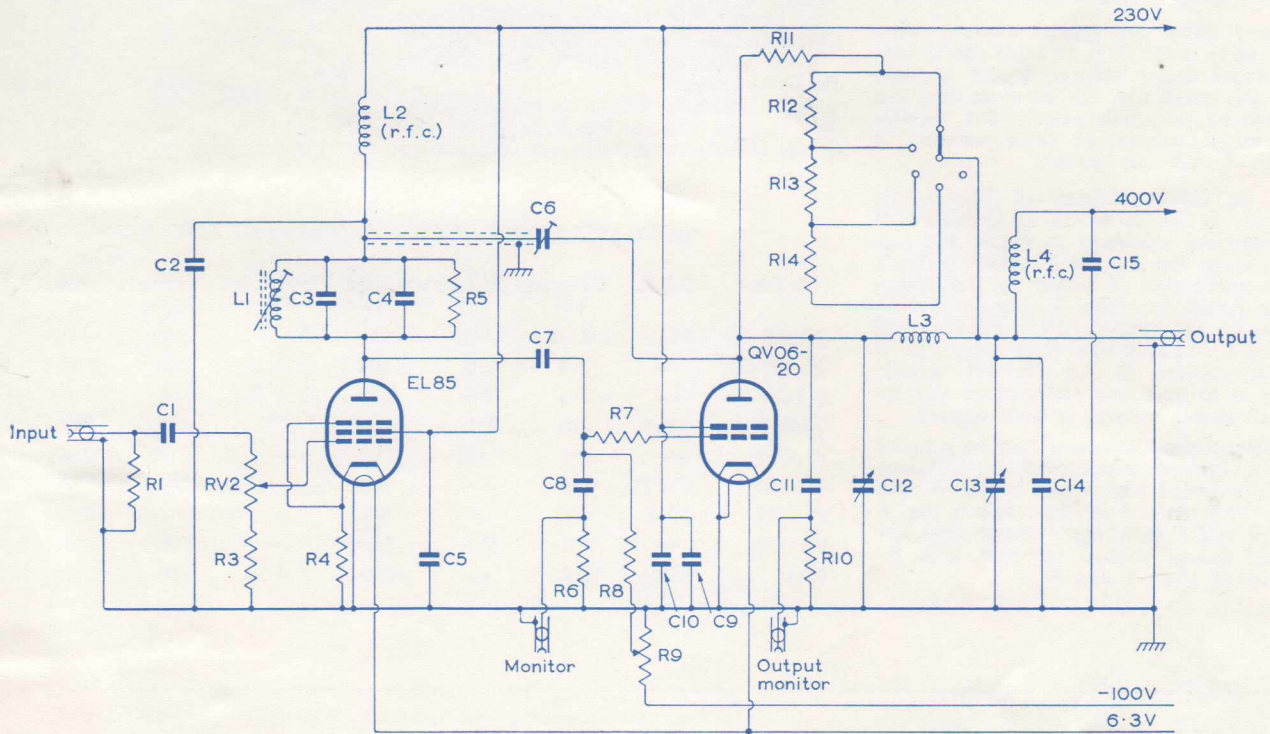 230V
R11
R12
L2
(r.f.c.)
R13
400V
C6
R14
L4
(r.f.c.)
C15
C2
L1
C3
C4
R5
L3
Output
C7
QV06-
20
EL85
R7
Input
C1
R1
RV2
C8
C11
C12
C13
C14
R3
R4
C5
R6
R8
R10
C10
C9
R9
Monitor
Output
monitor
-100V
6·3V